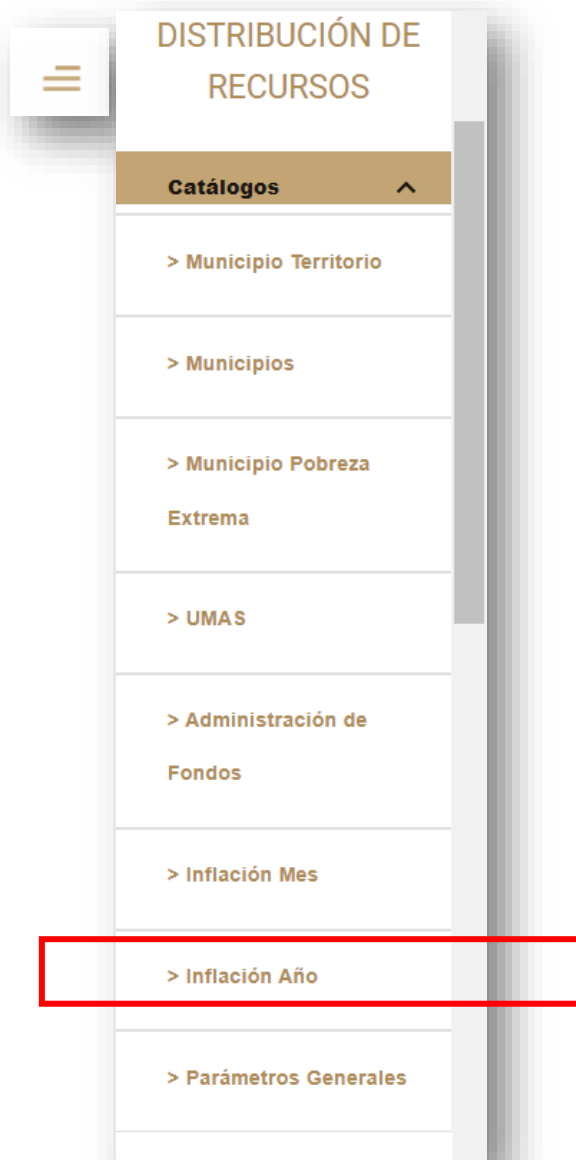 DISTRIBUCIÓN DE
RECURSOS
Catálogos
> Municipio Territorio
> Municipios
> Municipio Pobreza
Extrema
> UMAS
> Administración de
Fondos
> Inflación Mes
> Inflación Año
> Parámetros Generales